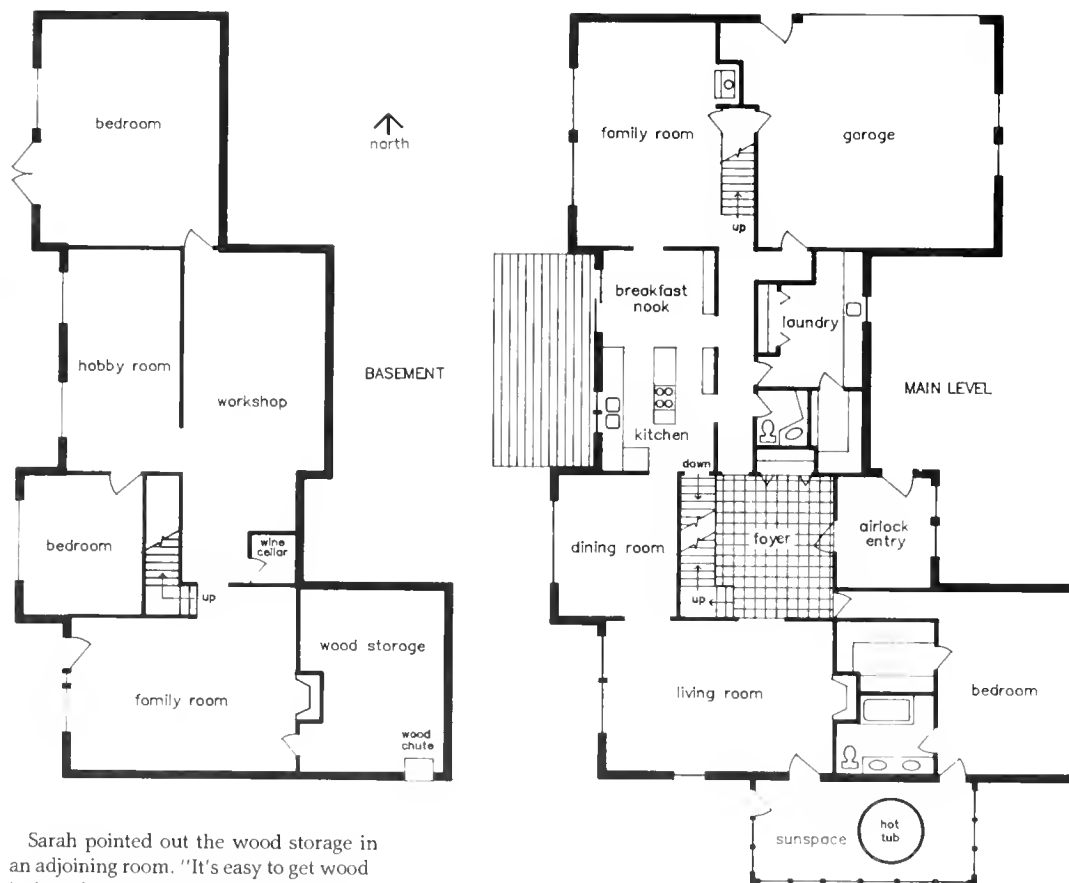 bedroom
north
hobby room
workshop
BASEMENT
bedroom
wine
cellar
up
wood storage
family room
wood
chute
family room
garage
up
breakfast
nook
laundry
MAIN LEVEL
kitchen
down
dining room
foyer
airlock
entry
up
living room
bedroom
sunspace
hot
tub
Sarah pointed out the wood storage in
an adjoining room. "It's easy to get wood